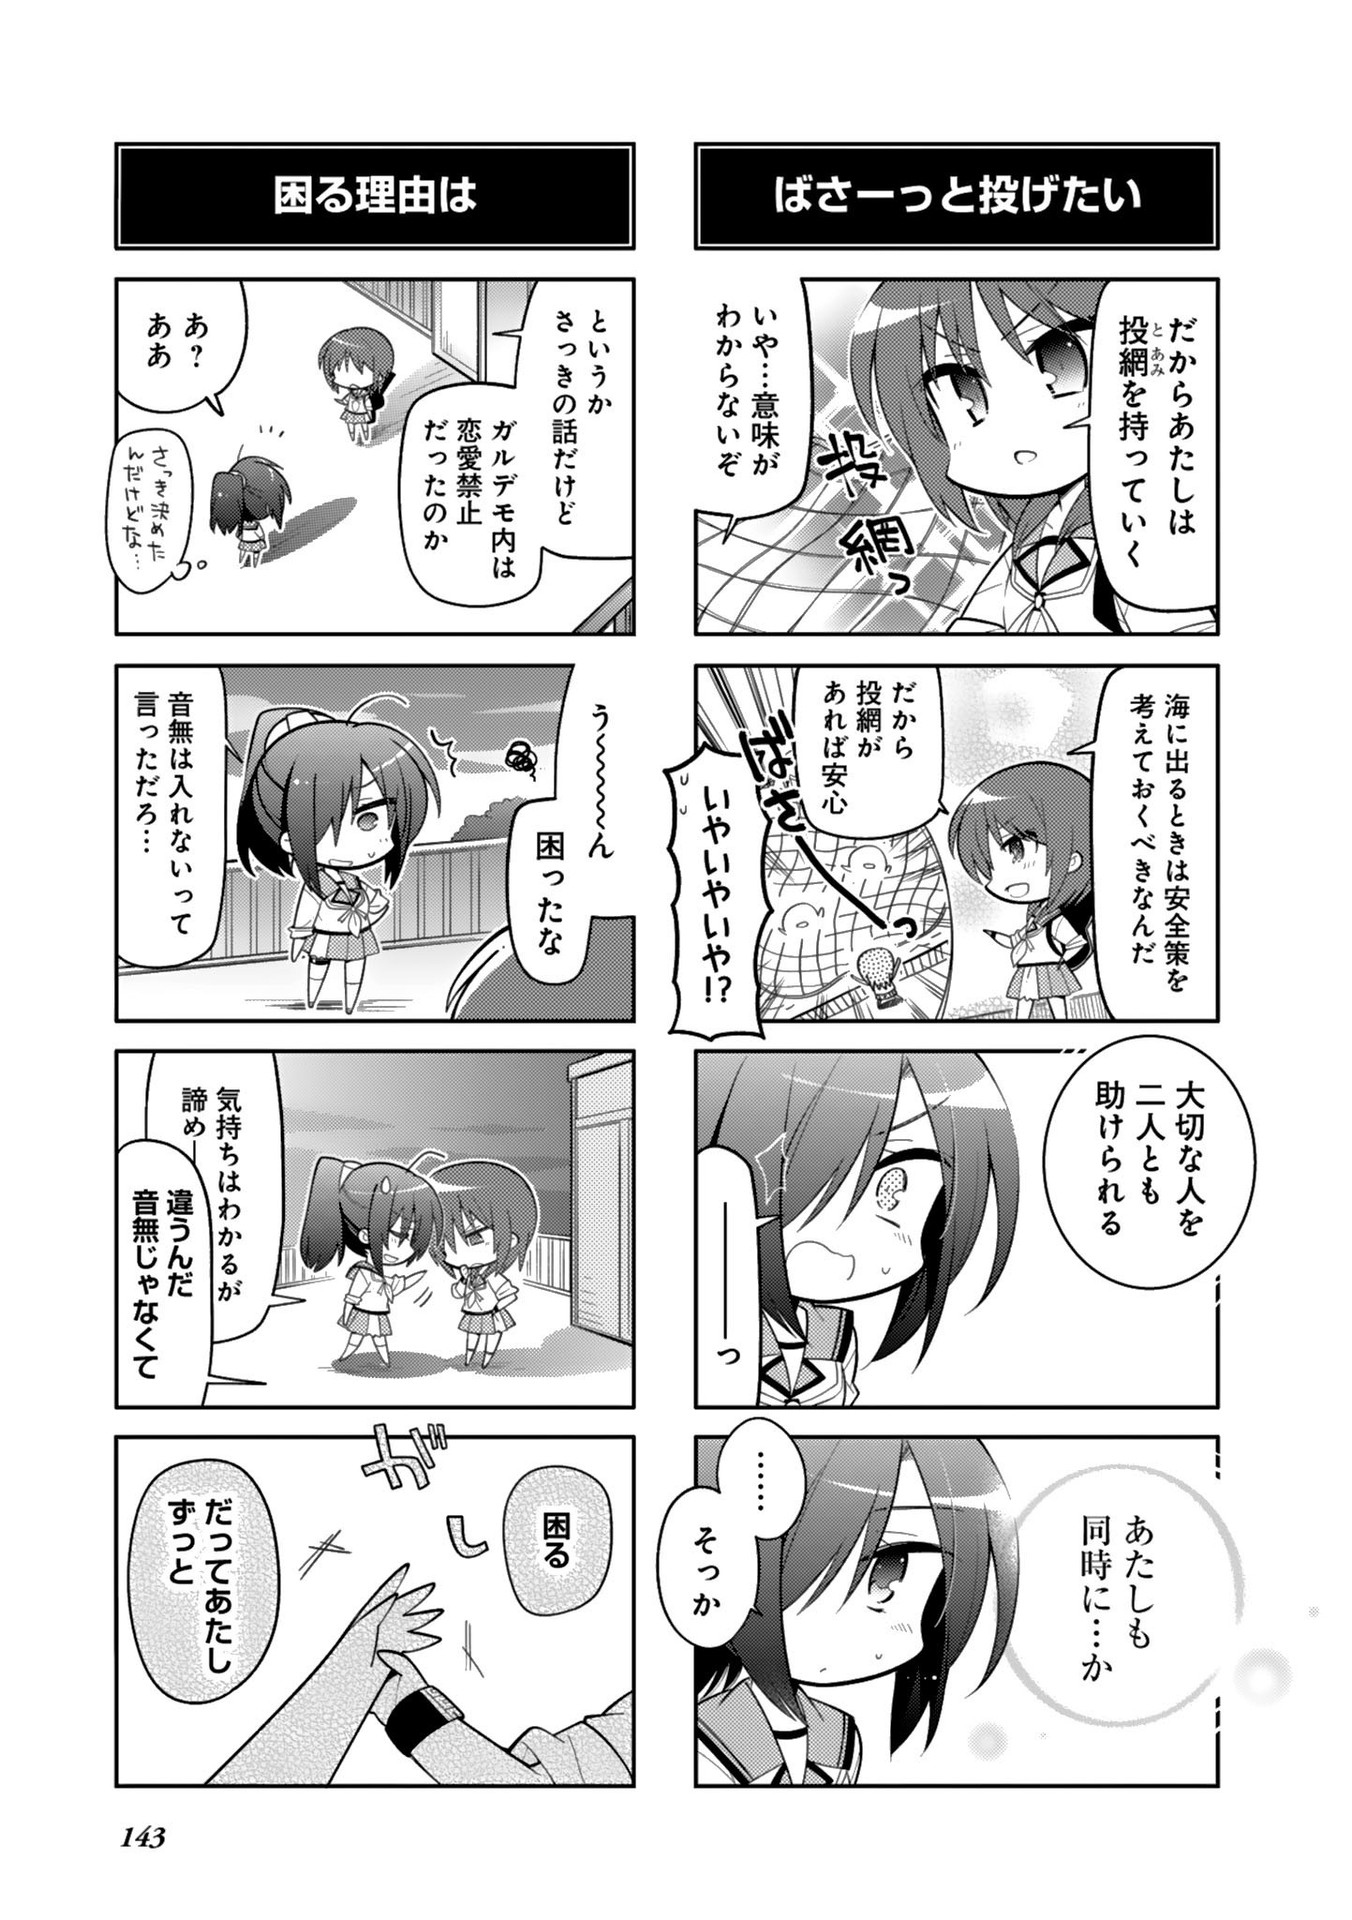 ばさーっと投げたい
だからあたしは
投網を持っていく
とあみ
投
網っ
いや…意味が
わからないぞ
海に出るときは安全策を
考えておくべきなんだ
だから
投網が
あれば安心
ばさーーっ
いやいやいや!?
大切な人を
二人とも
助けられる
――っ
あたしも
同時に…か
……
そっか
困る理由は
というか
さっきの話だけど
ガルデモ内は
恋愛禁止
だったのか
あ?
ああ
さっき決めた
んだけどな…
う〜〜〜ん
困ったな
音無は入れないって
言っただろ…
気持ちはわかるが
諦め
違うんだ
音無じゃなくて
困る
がしっ
だってあたし
ずっと
143